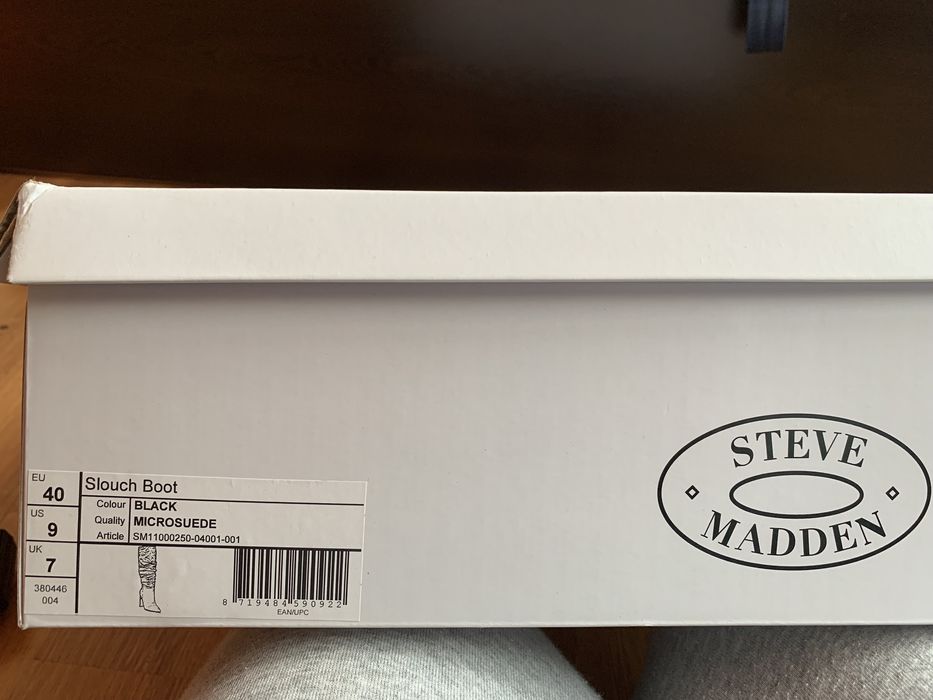 EU
40
US
9
UK
7
380446
004
Slouch Boot
Colour BLACK
Quality MICROSUEDE
Article SM11000250-04001-001
8 719484 590922
EAN/UPC
STEVE
MADDEN